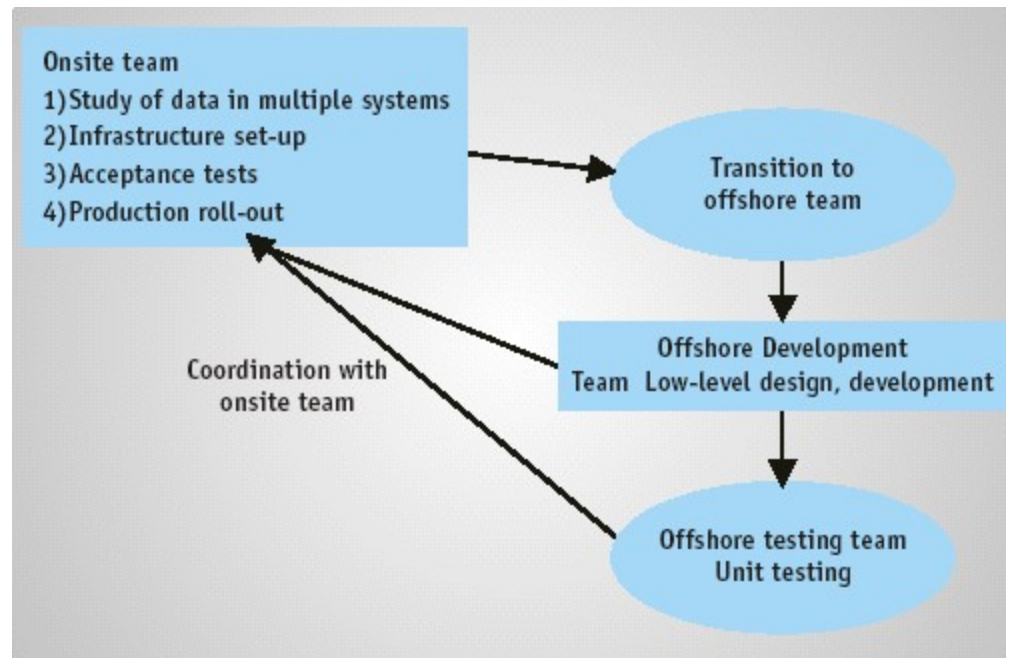 Onsite team
1)Study of data in multiple systems
2)Infrastructure set-up
3)Acceptance tests
4)Production roll-out
Transition to
offshore team
Offshore Development
Team Low-level design, development
Coordination with
onsite team
Offshore testing team
Unit testing